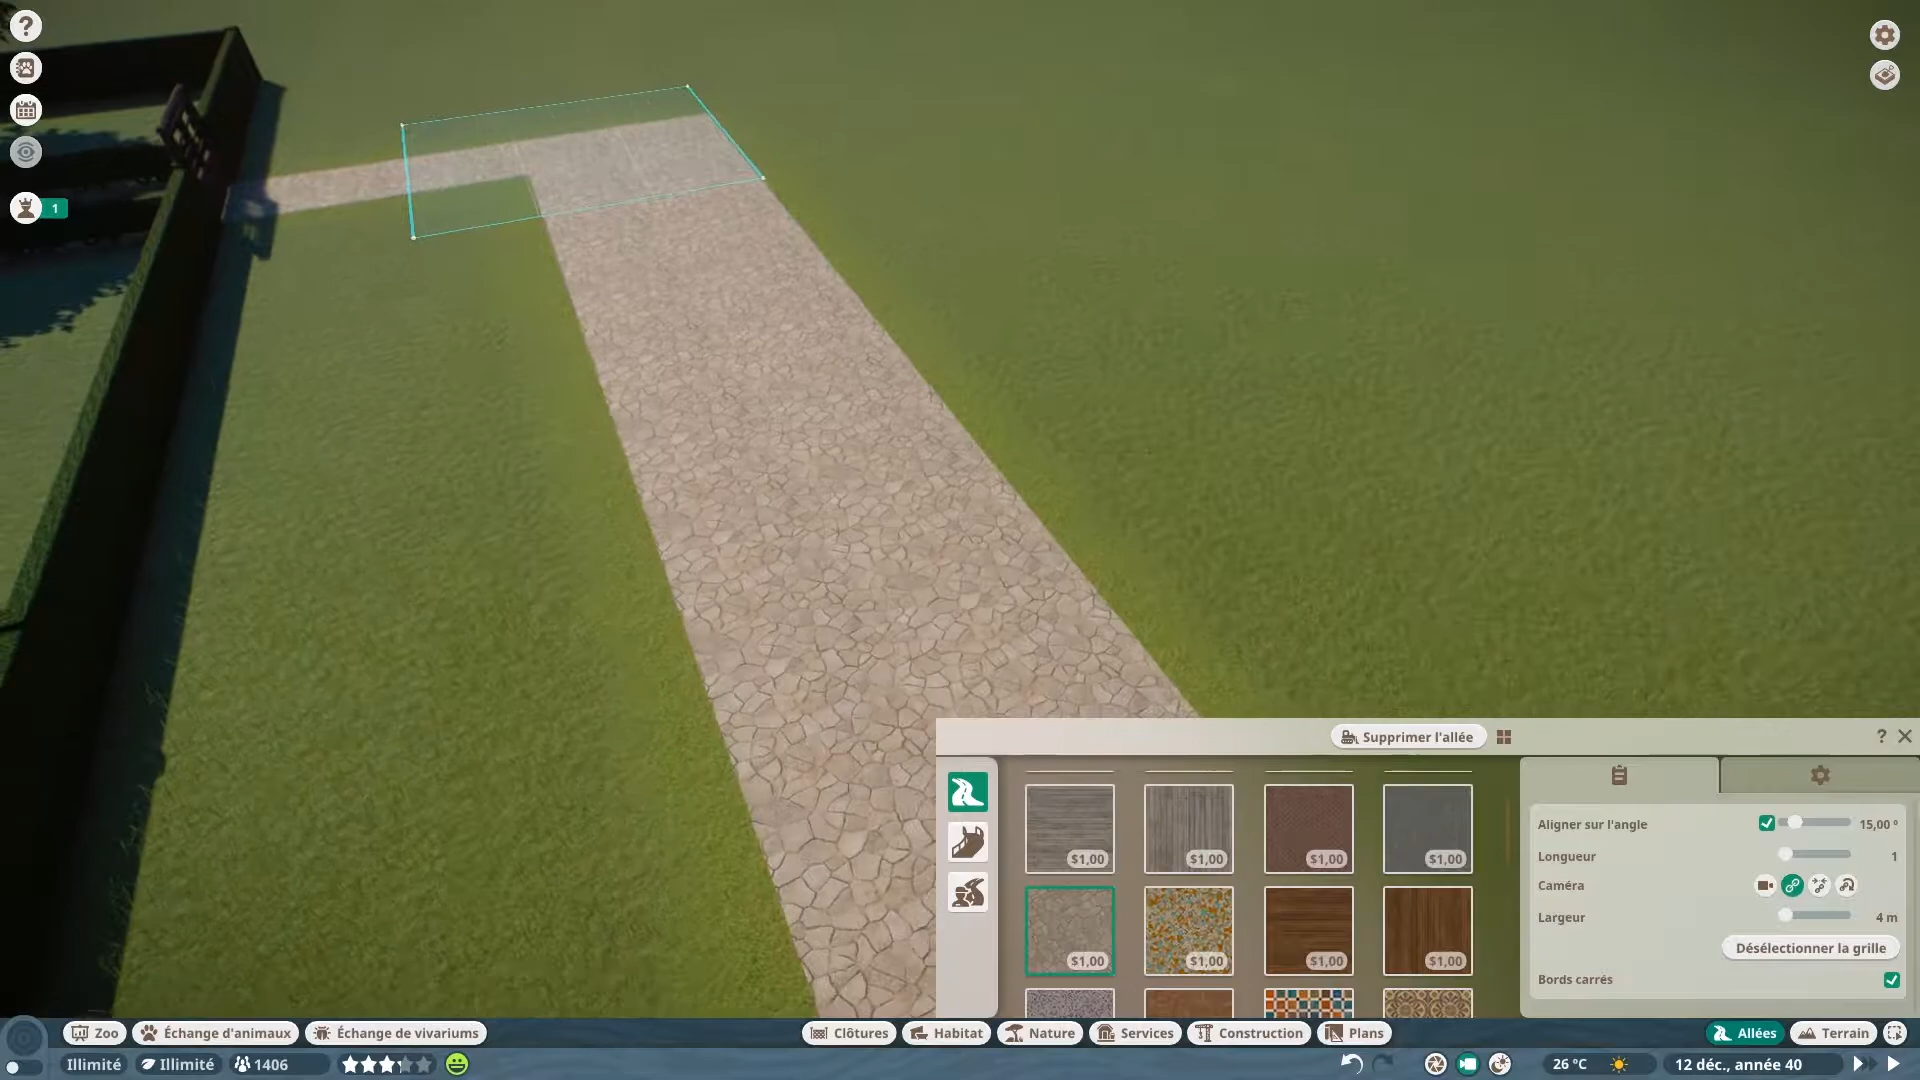 ?
1
Supprimer l'allée
?
Aligner sur l'angle
15,00 °
$1,00
$1,00
$1,00
$1,00
Longueur
1
Caméra
Largeur
4 m
Désélectionner la grille
$1,00
$1,00
$1,00
$1,00
Bords carrés
Zoo
Échange d'animaux
Échange de vivariums
Clôtures
Habitat
Nature
Services
Construction
Plans
Allées
Terrain
Illimité
Illimité
1406
26 °C
12 déc., année 40